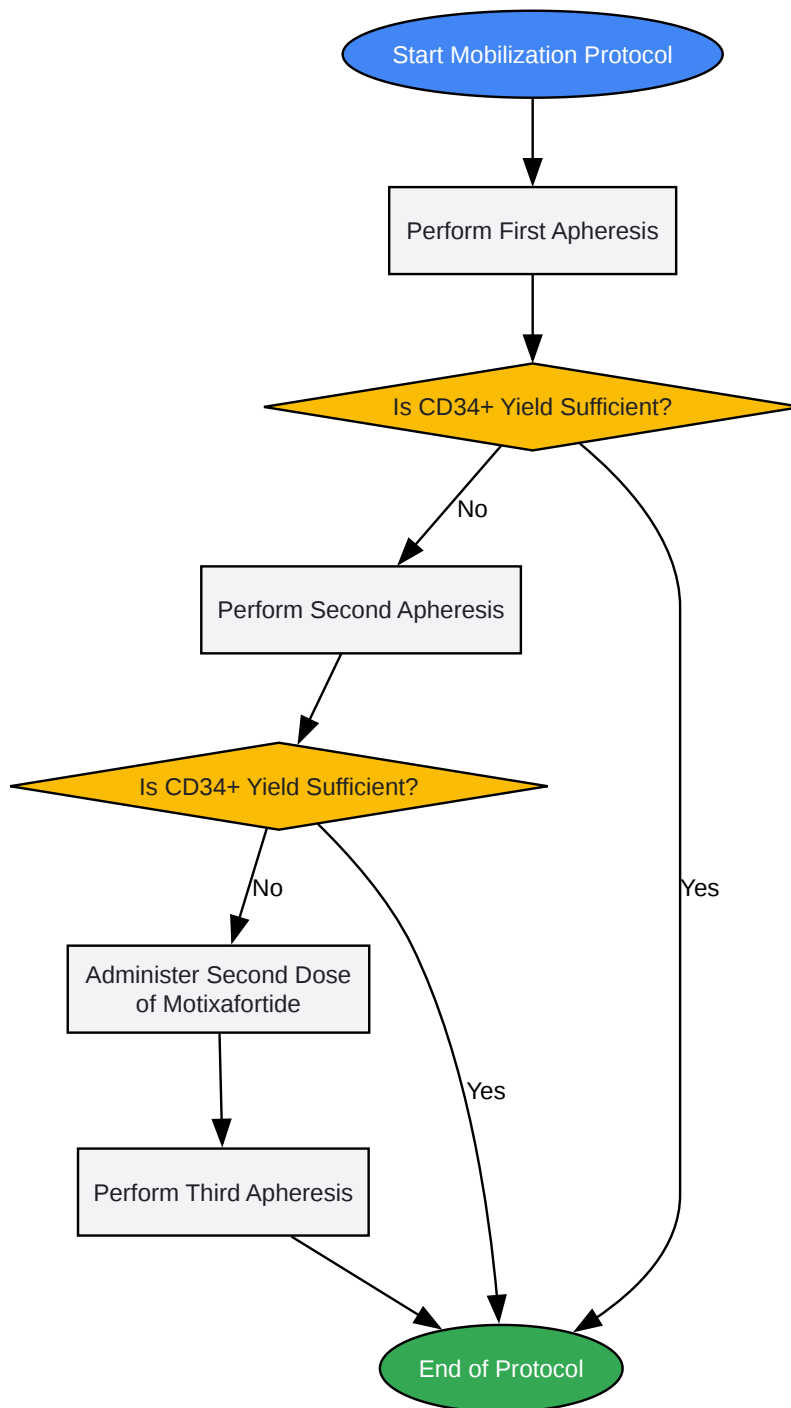 Start Mobilization Protocol
Perform First Apheresis
Is CD34+ Yield Sufficient?
No
Perform Second Apheresis
Is CD34+ Yield Sufficient?
No
Yes
Administer Second Dose
of Motixafortide
Yes
Perform Third Apheresis
End of Protocol